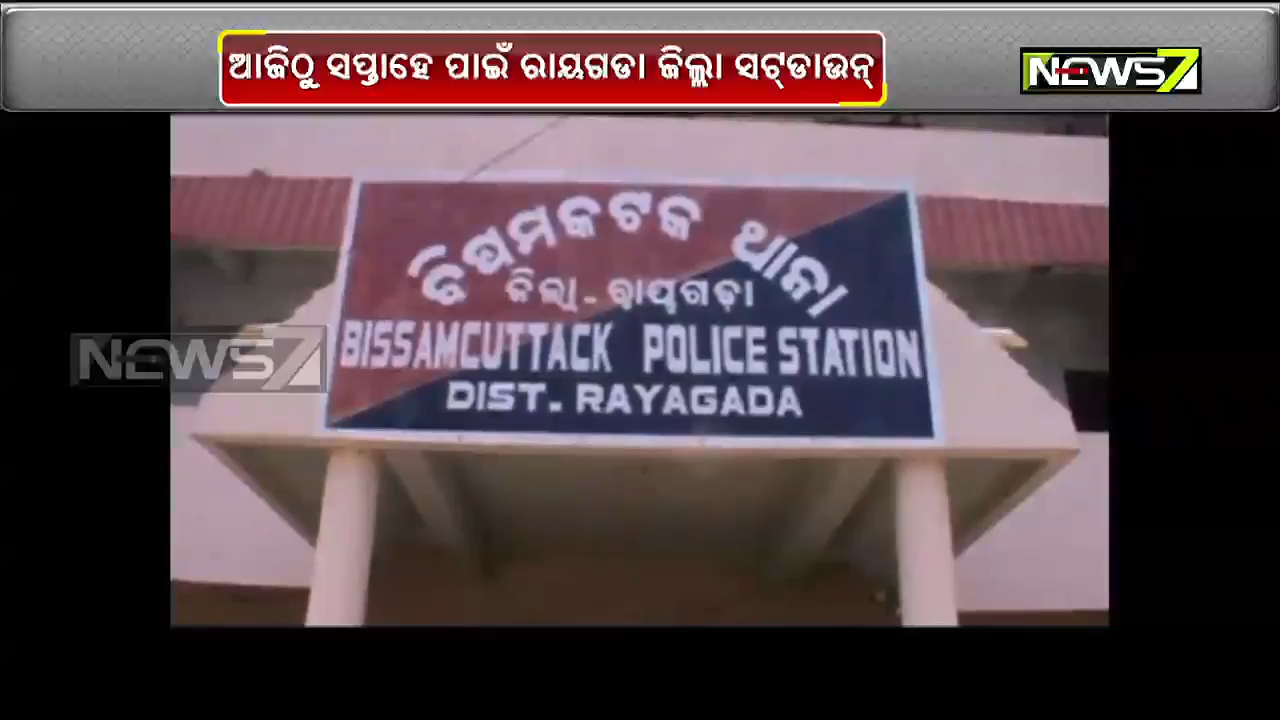 ଆଜିଠୁ ସପ୍ତାହେ ପାଇଁ ରାୟଗଡା ଜିଲ୍ଲା ସଟ୍‌ଡାଉନ୍
NEWS7
ବିଷମକଟକ ଥାନା
ଜିଲ୍ଲା - ରାୟଗଡ଼ା
NEWS7
BISSAMCUTTACK POLICE STATION
DIST. RAYAGADA